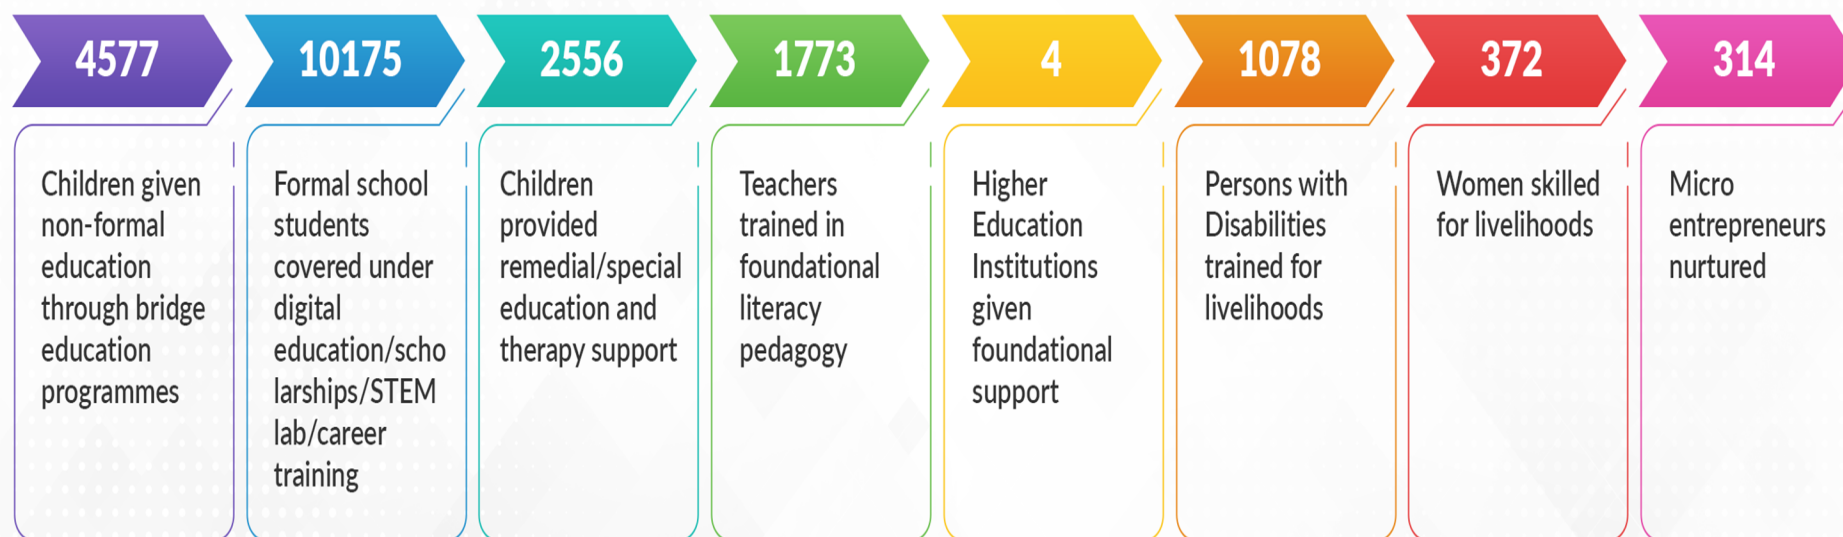 4577
Children given
non-formal
education
through bridge
education
programmes
10175
Formal school
students
covered under
digital
education/scho
larships/STEM
lab/career
training
2556
Children
provided
remedial/special
education and
therapy support
1773
Teachers
trained in
foundational
literacy
pedagogy
4
Higher
Education
Institutions
given
foundational
support
1078
Persons with
Disabilities
trained for
livelihoods
372
Women skilled
for livelihoods
314
Micro
entrepreneurs
nurtured